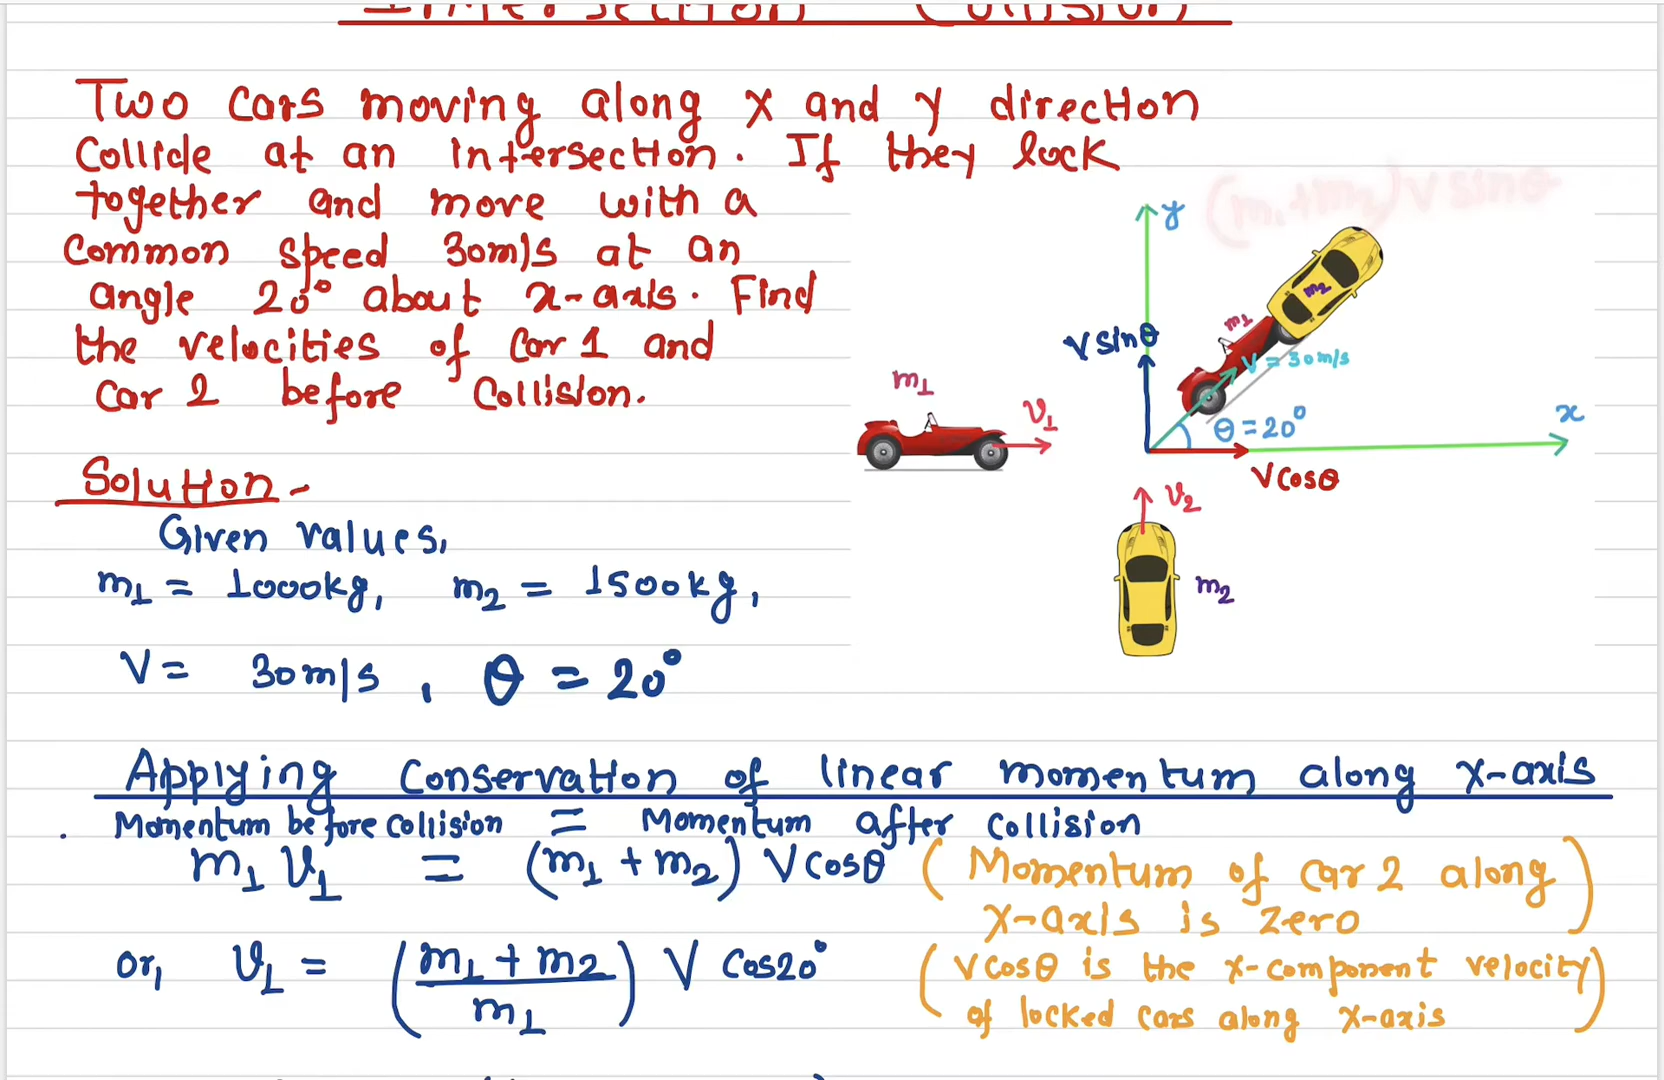 Intersection Collision
Two cars moving along x and y direction
Collide at an intersection. If they lock
together and move with a
Common speed 30m/s at an
angle 20° about x-axis. Find
the velocities of Car 1 and
Car 2 before Collision.
(m₁+m₂)V sinθ
y
m₂
m₁
V sinθ
V = 30m/s
m₁
v₁
θ = 20°
x
V cosθ
v₂
m₂
Solution -
Given values,
m₁ = 1000kg, m₂ = 1500kg,
V = 30m/s , θ = 20°
Applying Conservation of linear momentum along x-axis
Momentum before collision = Momentum after collision
m₁ v₁ = (m₁ + m₂) V cosθ (Momentum of car 2 along
x-axis is zero)
or, v₁ = ((m₁ + m₂)/m₁) V Cos20° (V cosθ is the x-component velocity
of locked cars along x-axis)